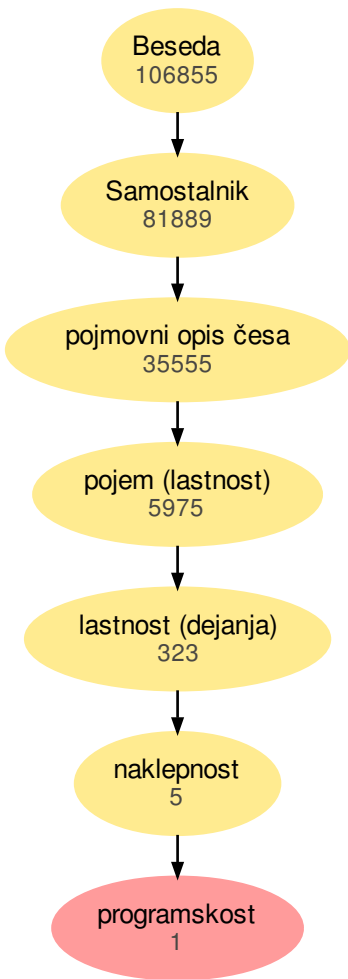 Beseda
106855
Samostalnik
81889
pojmovni opis česa
35555
pojem (lastnost)
5975
lastnost (dejanja)
323
naklepnost
5
programskost
1